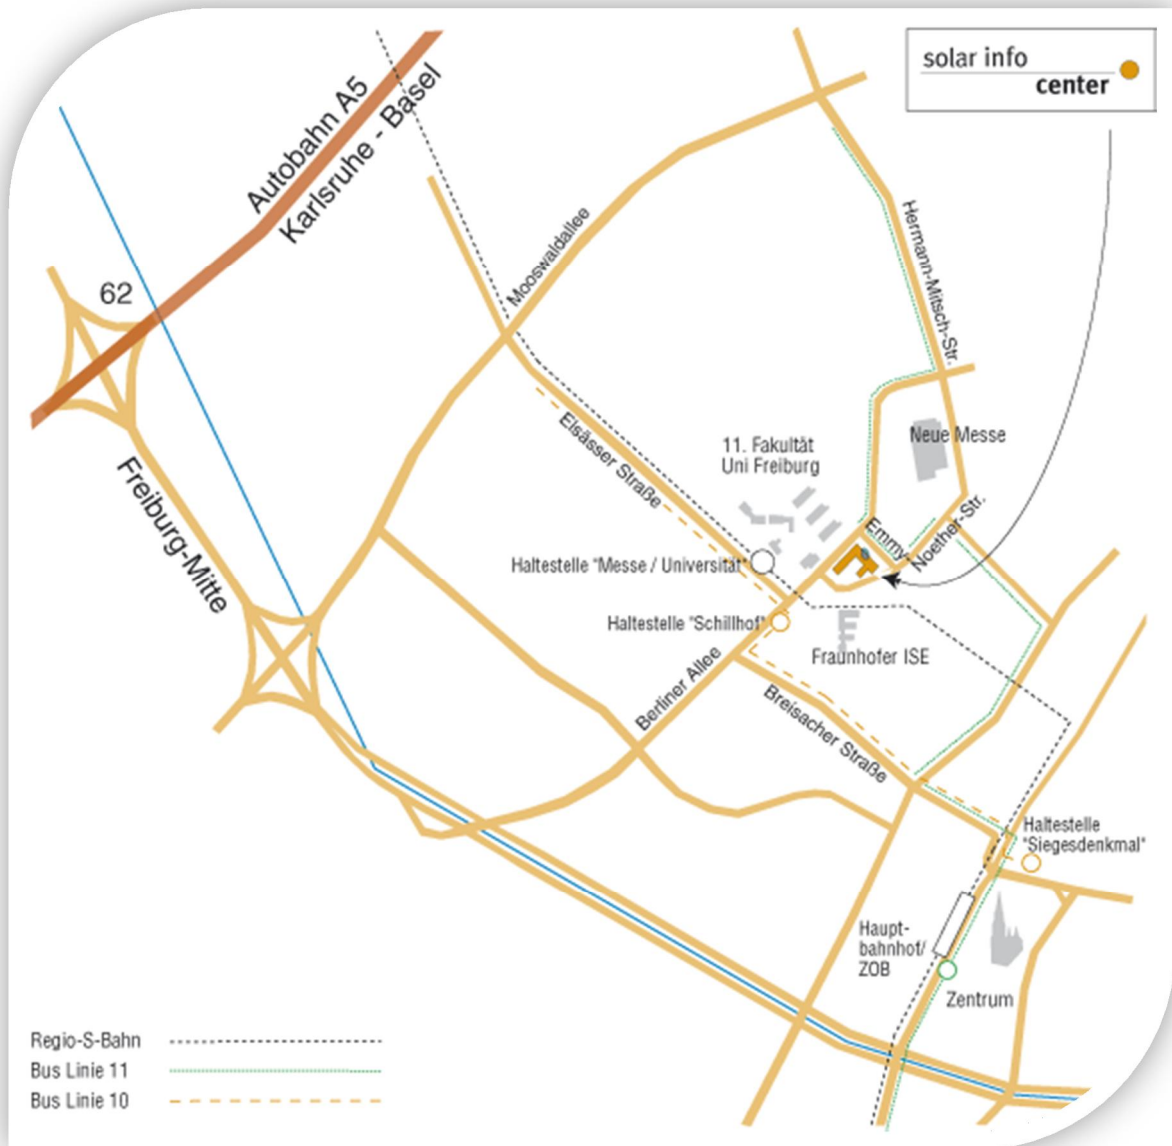 solar info
center
Autobahn A5
Karlsruhe - Basel
62
Mooswaldallee
Hermann-Mitsch-Str.
Freiburg-Mitte
Elsässer Straße
11. Fakultät
Uni Freiburg
Neue Messe
Emmy-
Noether-Str.
Haltestelle "Messe / Universität"
Haltestelle "Schillhof"
Fraunhofer ISE
Berliner Allee
Breisacher Straße
Haltestelle
"Siegesdenkmal"
Haupt-
bahnhof/
ZOB
Zentrum
Regio-S-Bahn
Bus Linie 11
Bus Linie 10